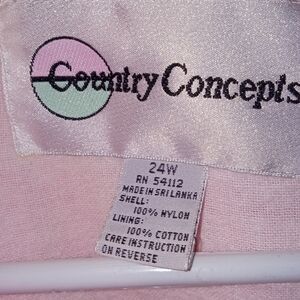 Country Concepts
24W
RN 54112
MADE IN SRI LANKA
SHELL:
100% NYLON
LINING:
100% COTTON
CARE INSTRUCTION
ON REVERSE